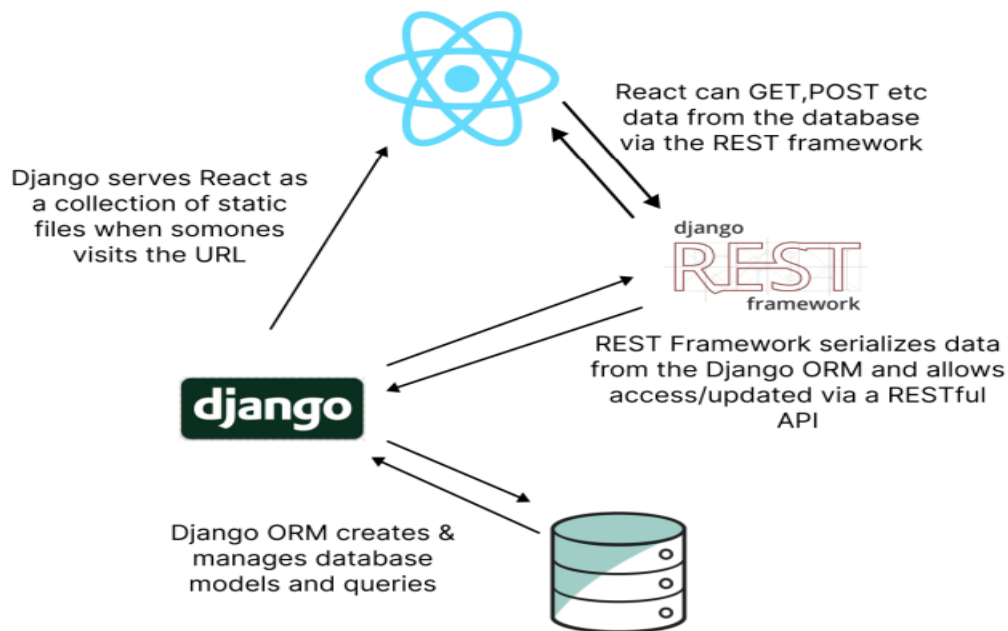 React can GET,POST etc
data from the database
via the REST framework
Django serves React as
a collection of static
files when somones
visits the URL
django
REST
framework
REST Framework serializes data
from the Django ORM and allows
access/updated via a RESTful
API
django
Django ORM creates &
manages database
models and queries